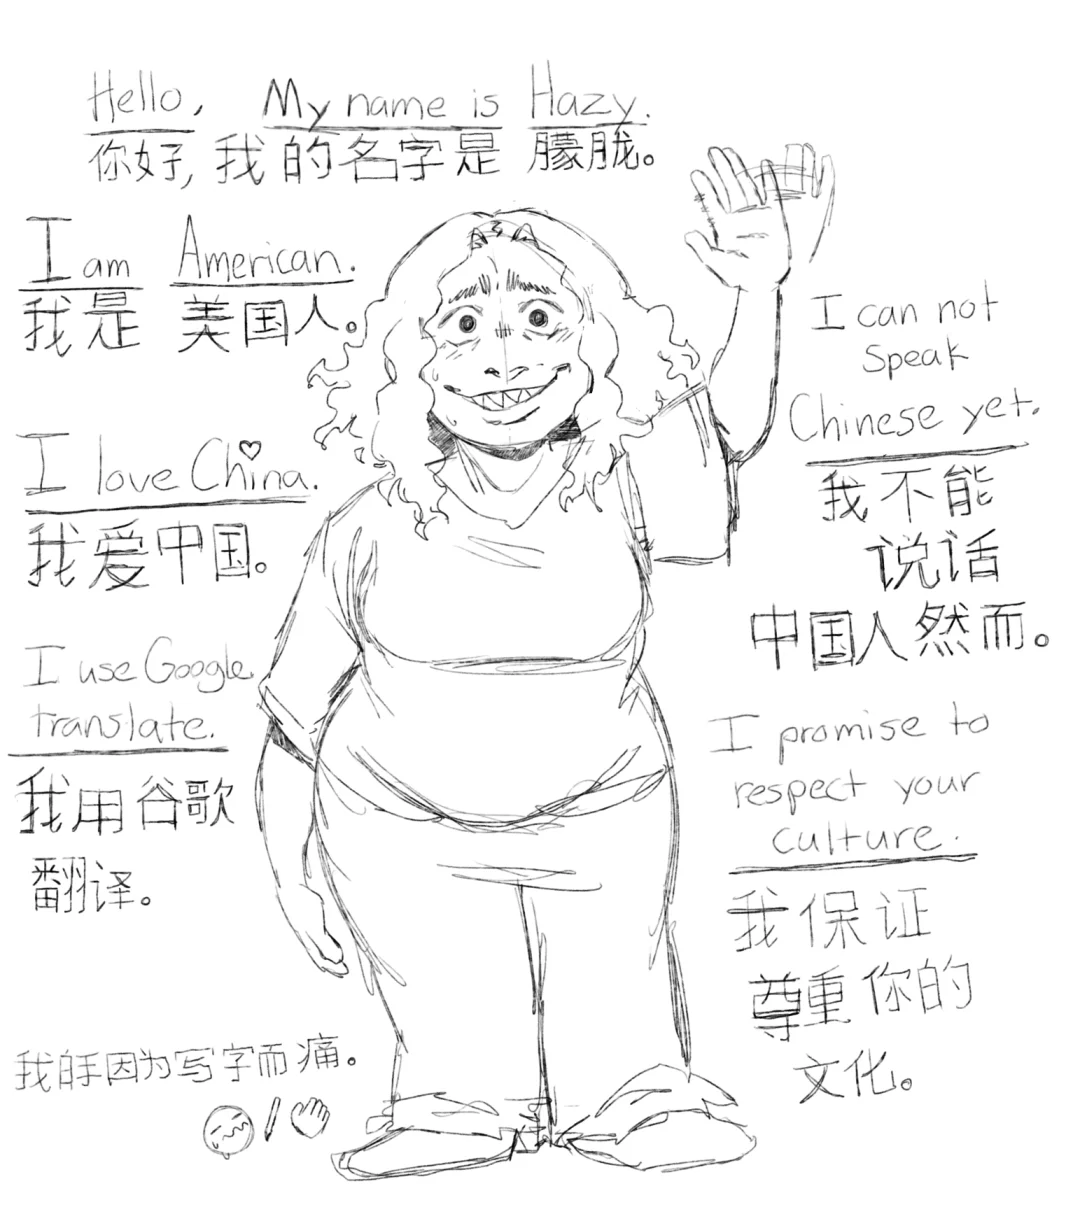 Hello, My name is Hazy.
你好, 我的名字是 朦胧。
I am American.
我是 美国人。
I love China.
我爱中国。
I use Google
translate.
我用谷歌
翻译。
我的手因为写字而痛。
I can not
speak
Chinese yet.
我不能
说话
中国人然而。
I promise to
respect your
culture.
我保证
尊重你的
文化。